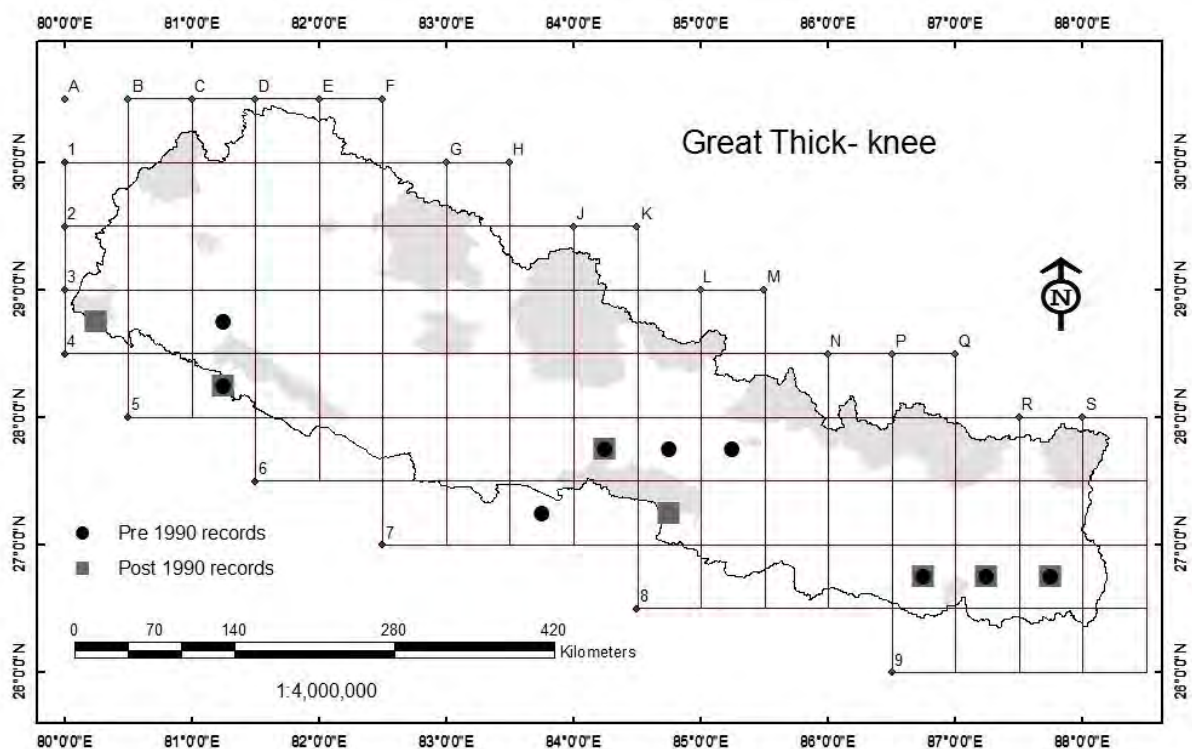 80°0'0"E 81°0'0"E 82°0'0"E 83°0'0"E 84°0'0"E 85°0'0"E 86°0'0"E 87°0'0"E 88°0'0"E
A B C D E F
Great Thick- knee
1 G H
30°0'0"N 30°0'0"N
2 J K
3 L M
29°0'0"N 29°0'0"N
N
4 N P Q
5 R S
28°0'0"N 28°0'0"N
6
7
Pre 1990 records
27°0'0"N 27°0'0"N
Post 1990 records
8
0 70 140 280 420
Kilometers
9
28°0'0"N 28°0'0"N
1:4,000,000
80°0'0"E 81°0'0"E 82°0'0"E 83°0'0"E 84°0'0"E 85°0'0"E 86°0'0"E 87°0'0"E 88°0'0"E